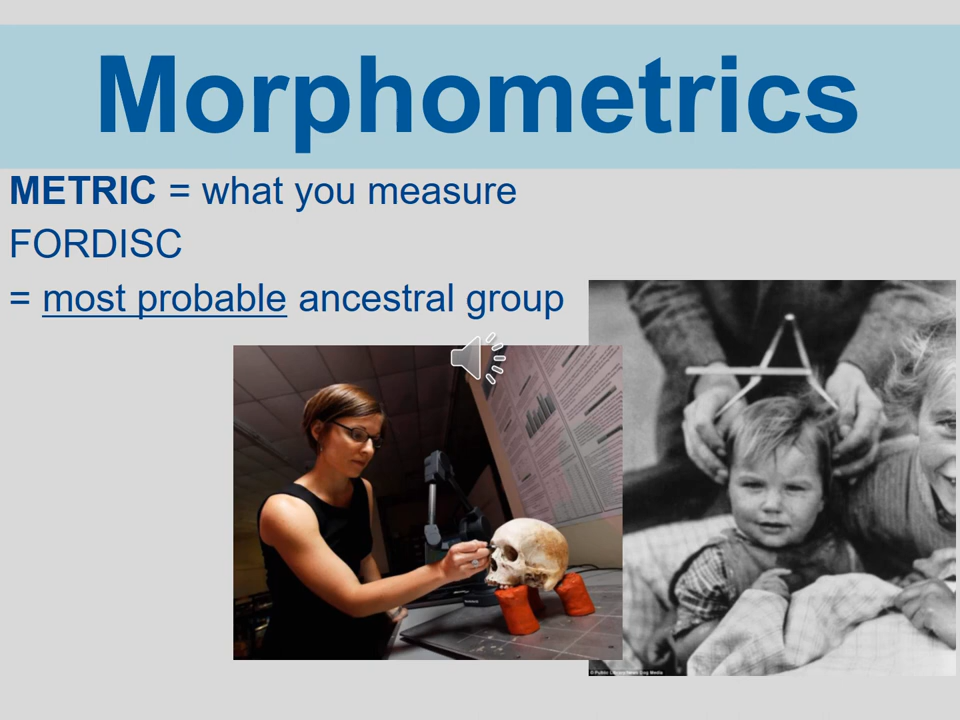 Morphometrics
METRIC = what you measure
FORDISC
= most probable ancestral group